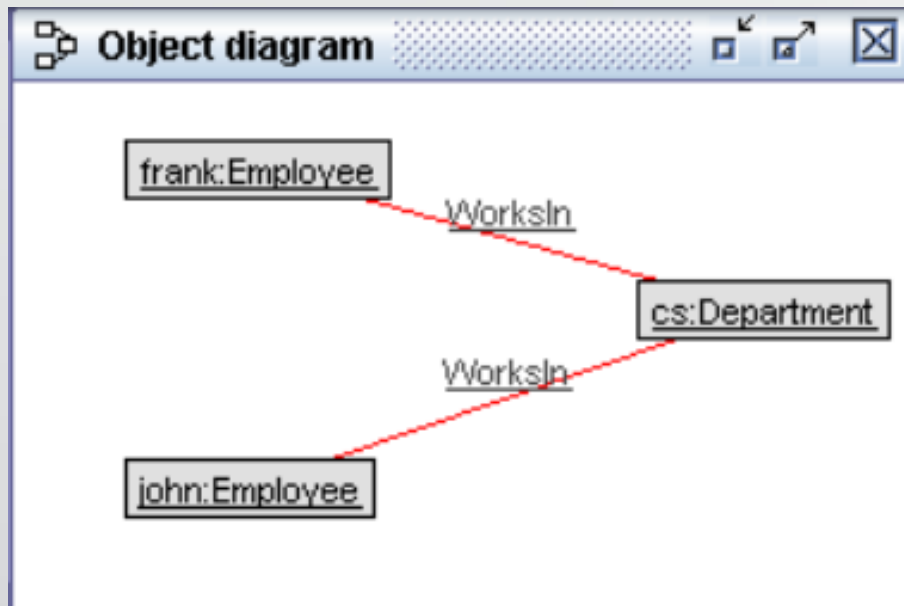 Object diagram
frank:Employee
WorksIn
cs:Department
WorksIn
john:Employee